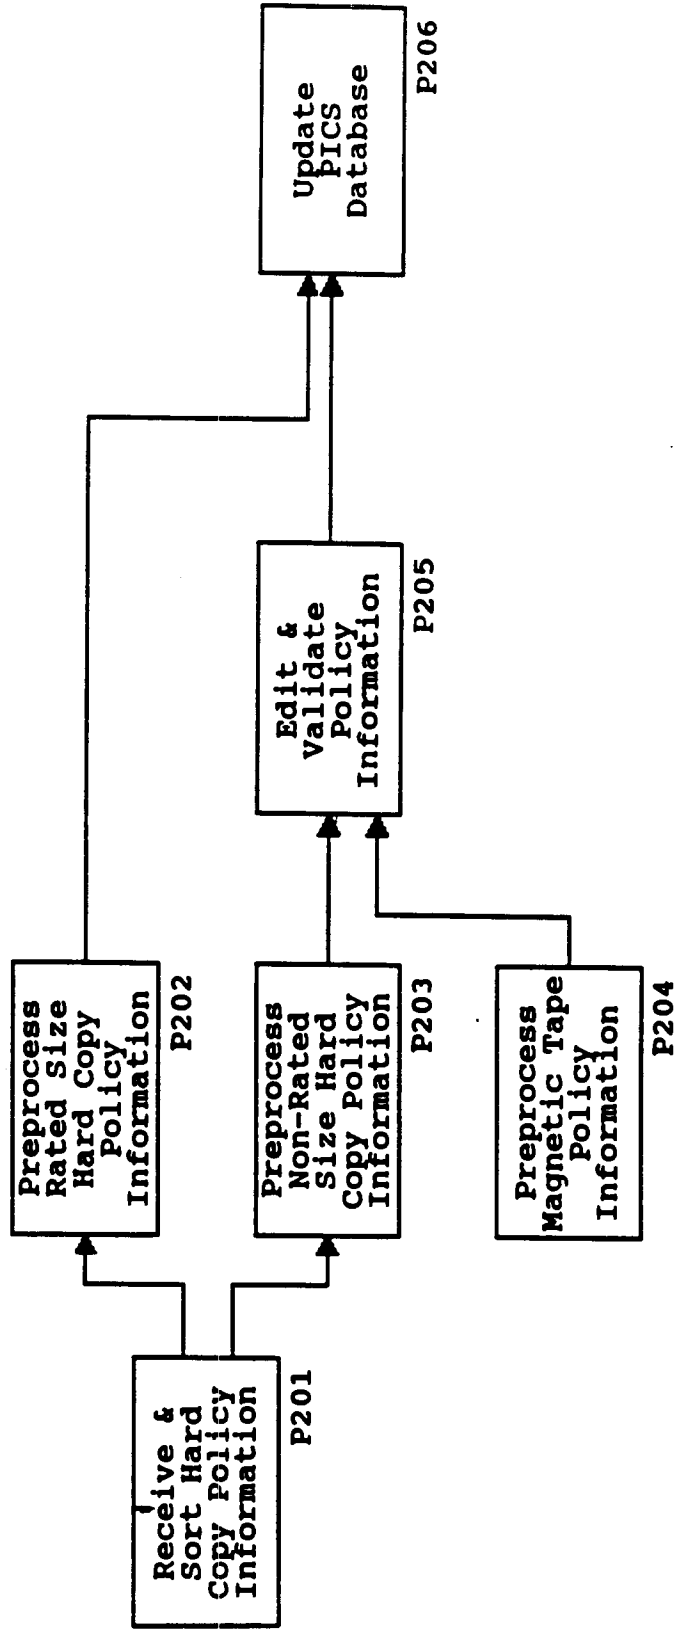 Receive &
Sort Hard
Copy Policy
Information
P201
Preprocess
Rated Size
Hard Copy
Policy
Information
P202
Preprocess
Non-Rated
Size Hard
Copy Policy
Information
P203
Preprocess
Magnetic Tape
Policy
Information
P204
Edit &
Validate
Policy
Information
P205
Update
PICS
Database
P206